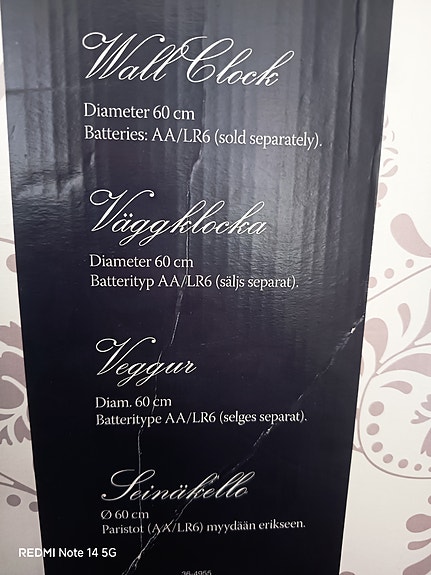 Wall Clock
Diameter 60 cm
Batteries: AA/LR6 (sold separately).
Väggklocka
Diameter 60 cm
Batterityp AA/LR6 (säljs separat).
Veggur
Diam. 60 cm
Batteritype AA/LR6 (selges separat).
Seinäkello
Ø 60 cm
Paristot (AA/LR6) myydään erikseen.
36-4955
REDMI Note 14 5G